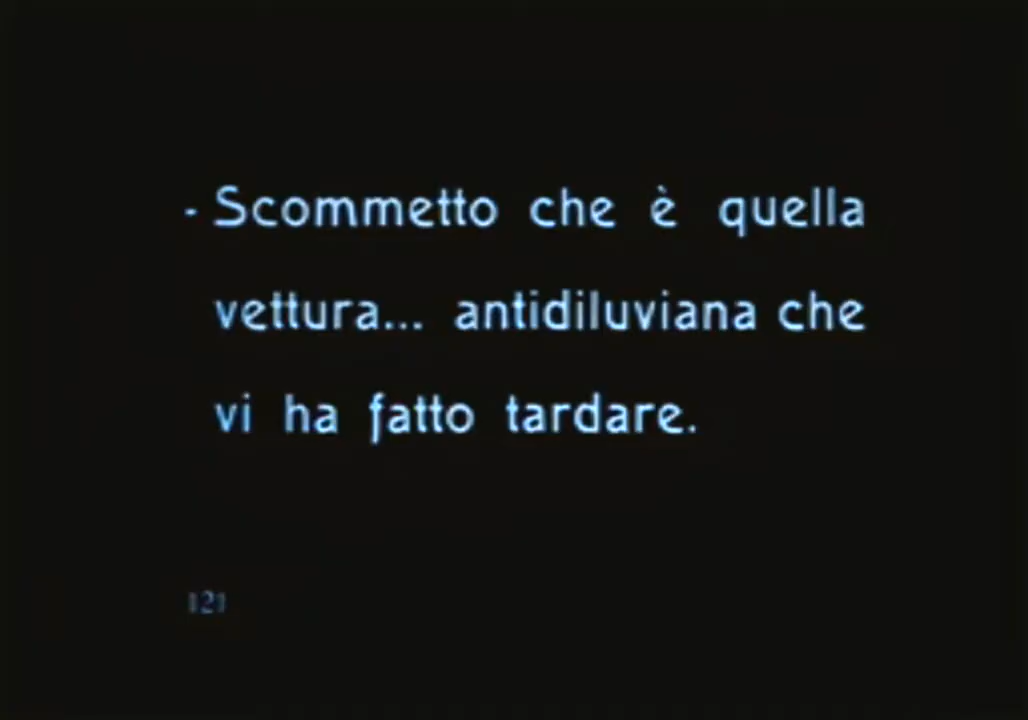 - Scommetto che è quella
vettura... antidiluviana che
vi ha fatto tardare.
121